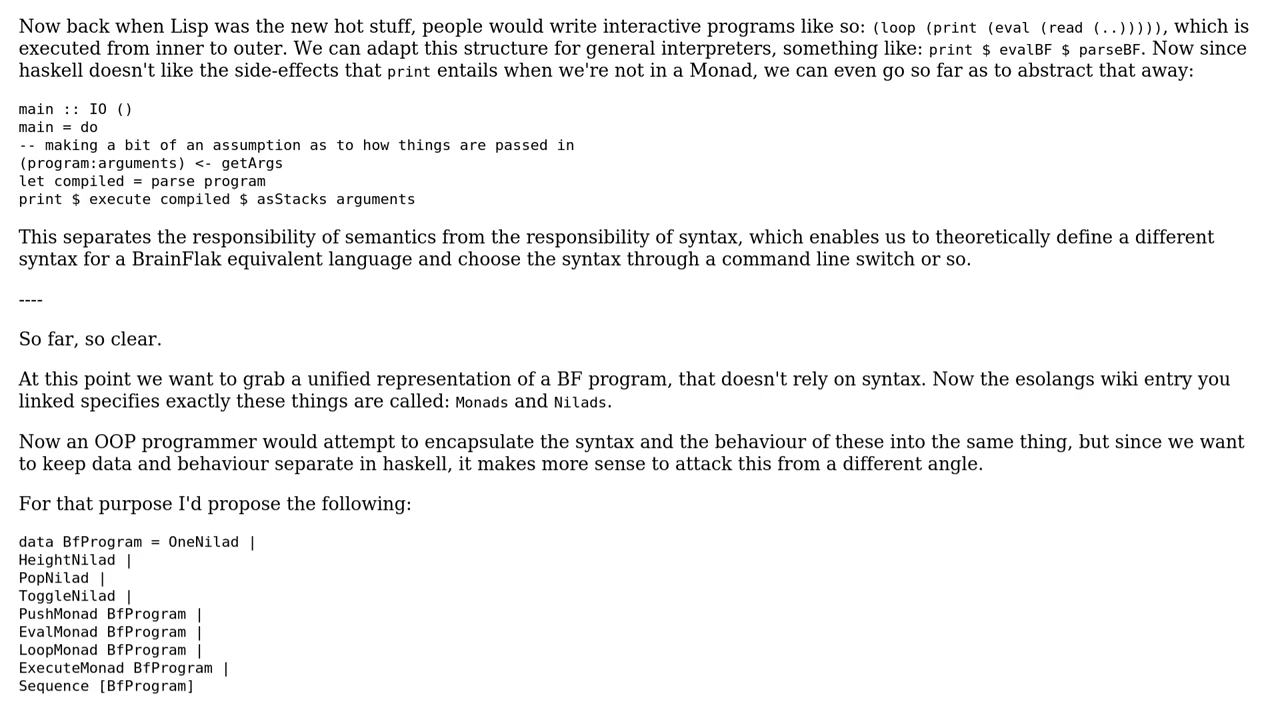 Now back when Lisp was the new hot stuff, people would write interactive programs like so: (loop (print (eval (read (..))))), which is
executed from inner to outer. We can adapt this structure for general interpreters, something like: print $ evalBF $ parseBF. Now since
haskell doesn't like the side-effects that print entails when we're not in a Monad, we can even go so far as to abstract that away:
main :: IO ()
main = do
-- making a bit of an assumption as to how things are passed in
(program:arguments) <- getArgs
let compiled = parse program
print $ execute compiled $ asStacks arguments
This separates the responsibility of semantics from the responsibility of syntax, which enables us to theoretically define a different
syntax for a BrainFlak equivalent language and choose the syntax through a command line switch or so.
----
So far, so clear.
At this point we want to grab a unified representation of a BF program, that doesn't rely on syntax. Now the esolangs wiki entry you
linked specifies exactly these things are called: Monads and Nilads.
Now an OOP programmer would attempt to encapsulate the syntax and the behaviour of these into the same thing, but since we want
to keep data and behaviour separate in haskell, it makes more sense to attack this from a different angle.
For that purpose I'd propose the following:
data BfProgram = OneNilad |
HeightNilad |
PopNilad |
ToggleNilad |
PushMonad BfProgram |
EvalMonad BfProgram |
LoopMonad BfProgram |
ExecuteMonad BfProgram |
Sequence [BfProgram]